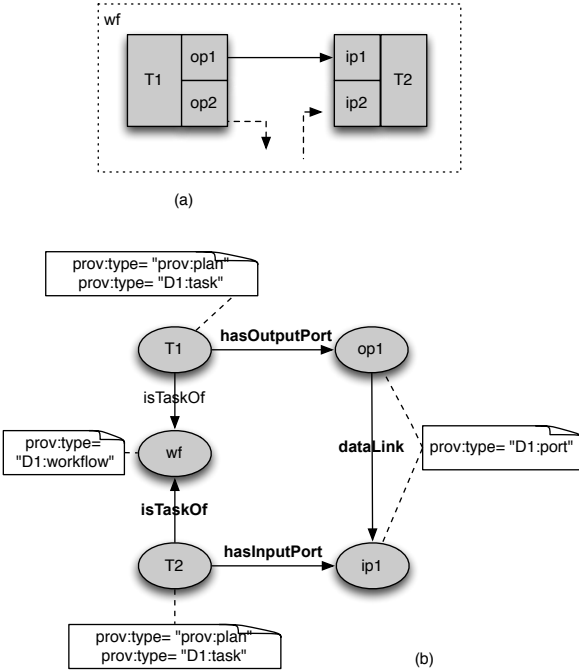 wf
T1
op1
op2
ip1
ip2
T2
(a)
prov:type= "prov:plan"
prov:type= "D1:task"
T1
hasOutputPort
op1
isTaskOf
prov:type=
"D1:workflow"
wf
dataLink
prov:type= "D1:port"
isTaskOf
T2
hasInputPort
ip1
prov:type= "prov:plan"
prov:type= "D1:task"
(b)